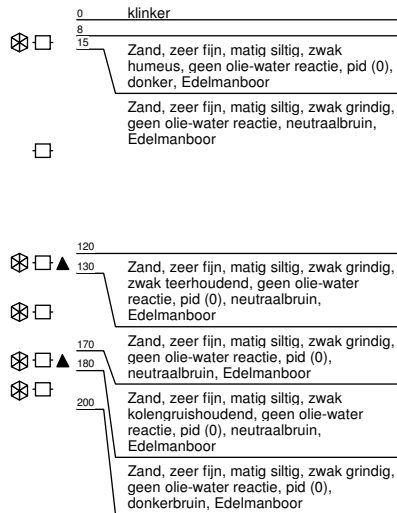 0
klinker
8
15
Zand, zeer fijn, matig siltig, zwak
humeus, geen olie-water reactie, pid (0),
donker, Edelmanboor
Zand, zeer fijn, matig siltig, zwak grindig,
geen olie-water reactie, neutraalbruin,
Edelmanboor
120
130
Zand, zeer fijn, matig siltig, zwak grindig,
zwak teerhoudend, geen olie-water
reactie, pid (0), neutraalbruin,
Edelmanboor
170
Zand, zeer fijn, matig siltig, zwak grindig,
geen olie-water reactie, pid (0),
neutraalbruin, Edelmanboor
180
Zand, zeer fijn, matig siltig, zwak
kolengruishoudend, geen olie-water
reactie, pid (0), neutraalbruin,
Edelmanboor
200
Zand, zeer fijn, matig siltig, zwak grindig,
geen olie-water reactie, pid (0),
donkerbruin, Edelmanboor